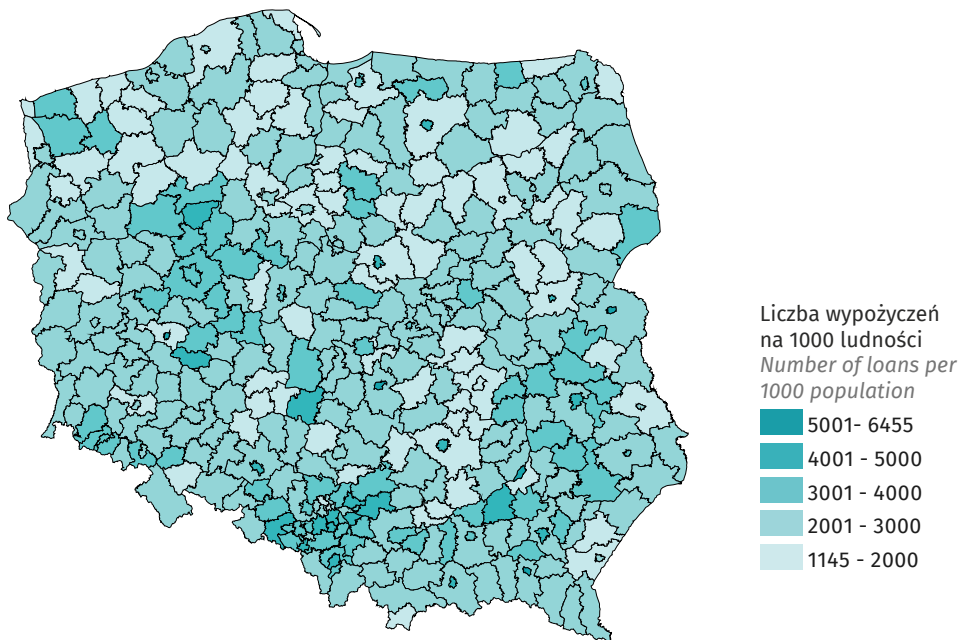 Liczba wypożyczeń
na 1000 ludności
Number of loans per
1000 population
5001- 6455
4001 - 5000
3001 - 4000
2001 - 3000
1145 - 2000